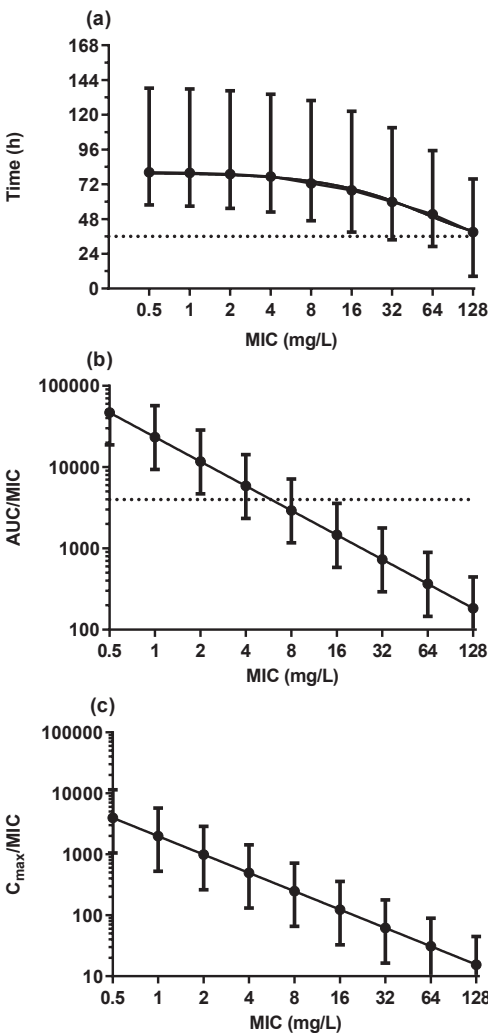 (a)
Time (h)
168
144
120
96
72
48
24
0
0.5 1 2 4 8 16 32 64 128
MIC (mg/L)
(b)
AUC/MIC
100000
10000
1000
100
0.5 1 2 4 8 16 32 64 128
MIC (mg/L)
(c)
Cmax/MIC
100000
10000
1000
100
10
0.5 1 2 4 8 16 32 64 128
MIC (mg/L)